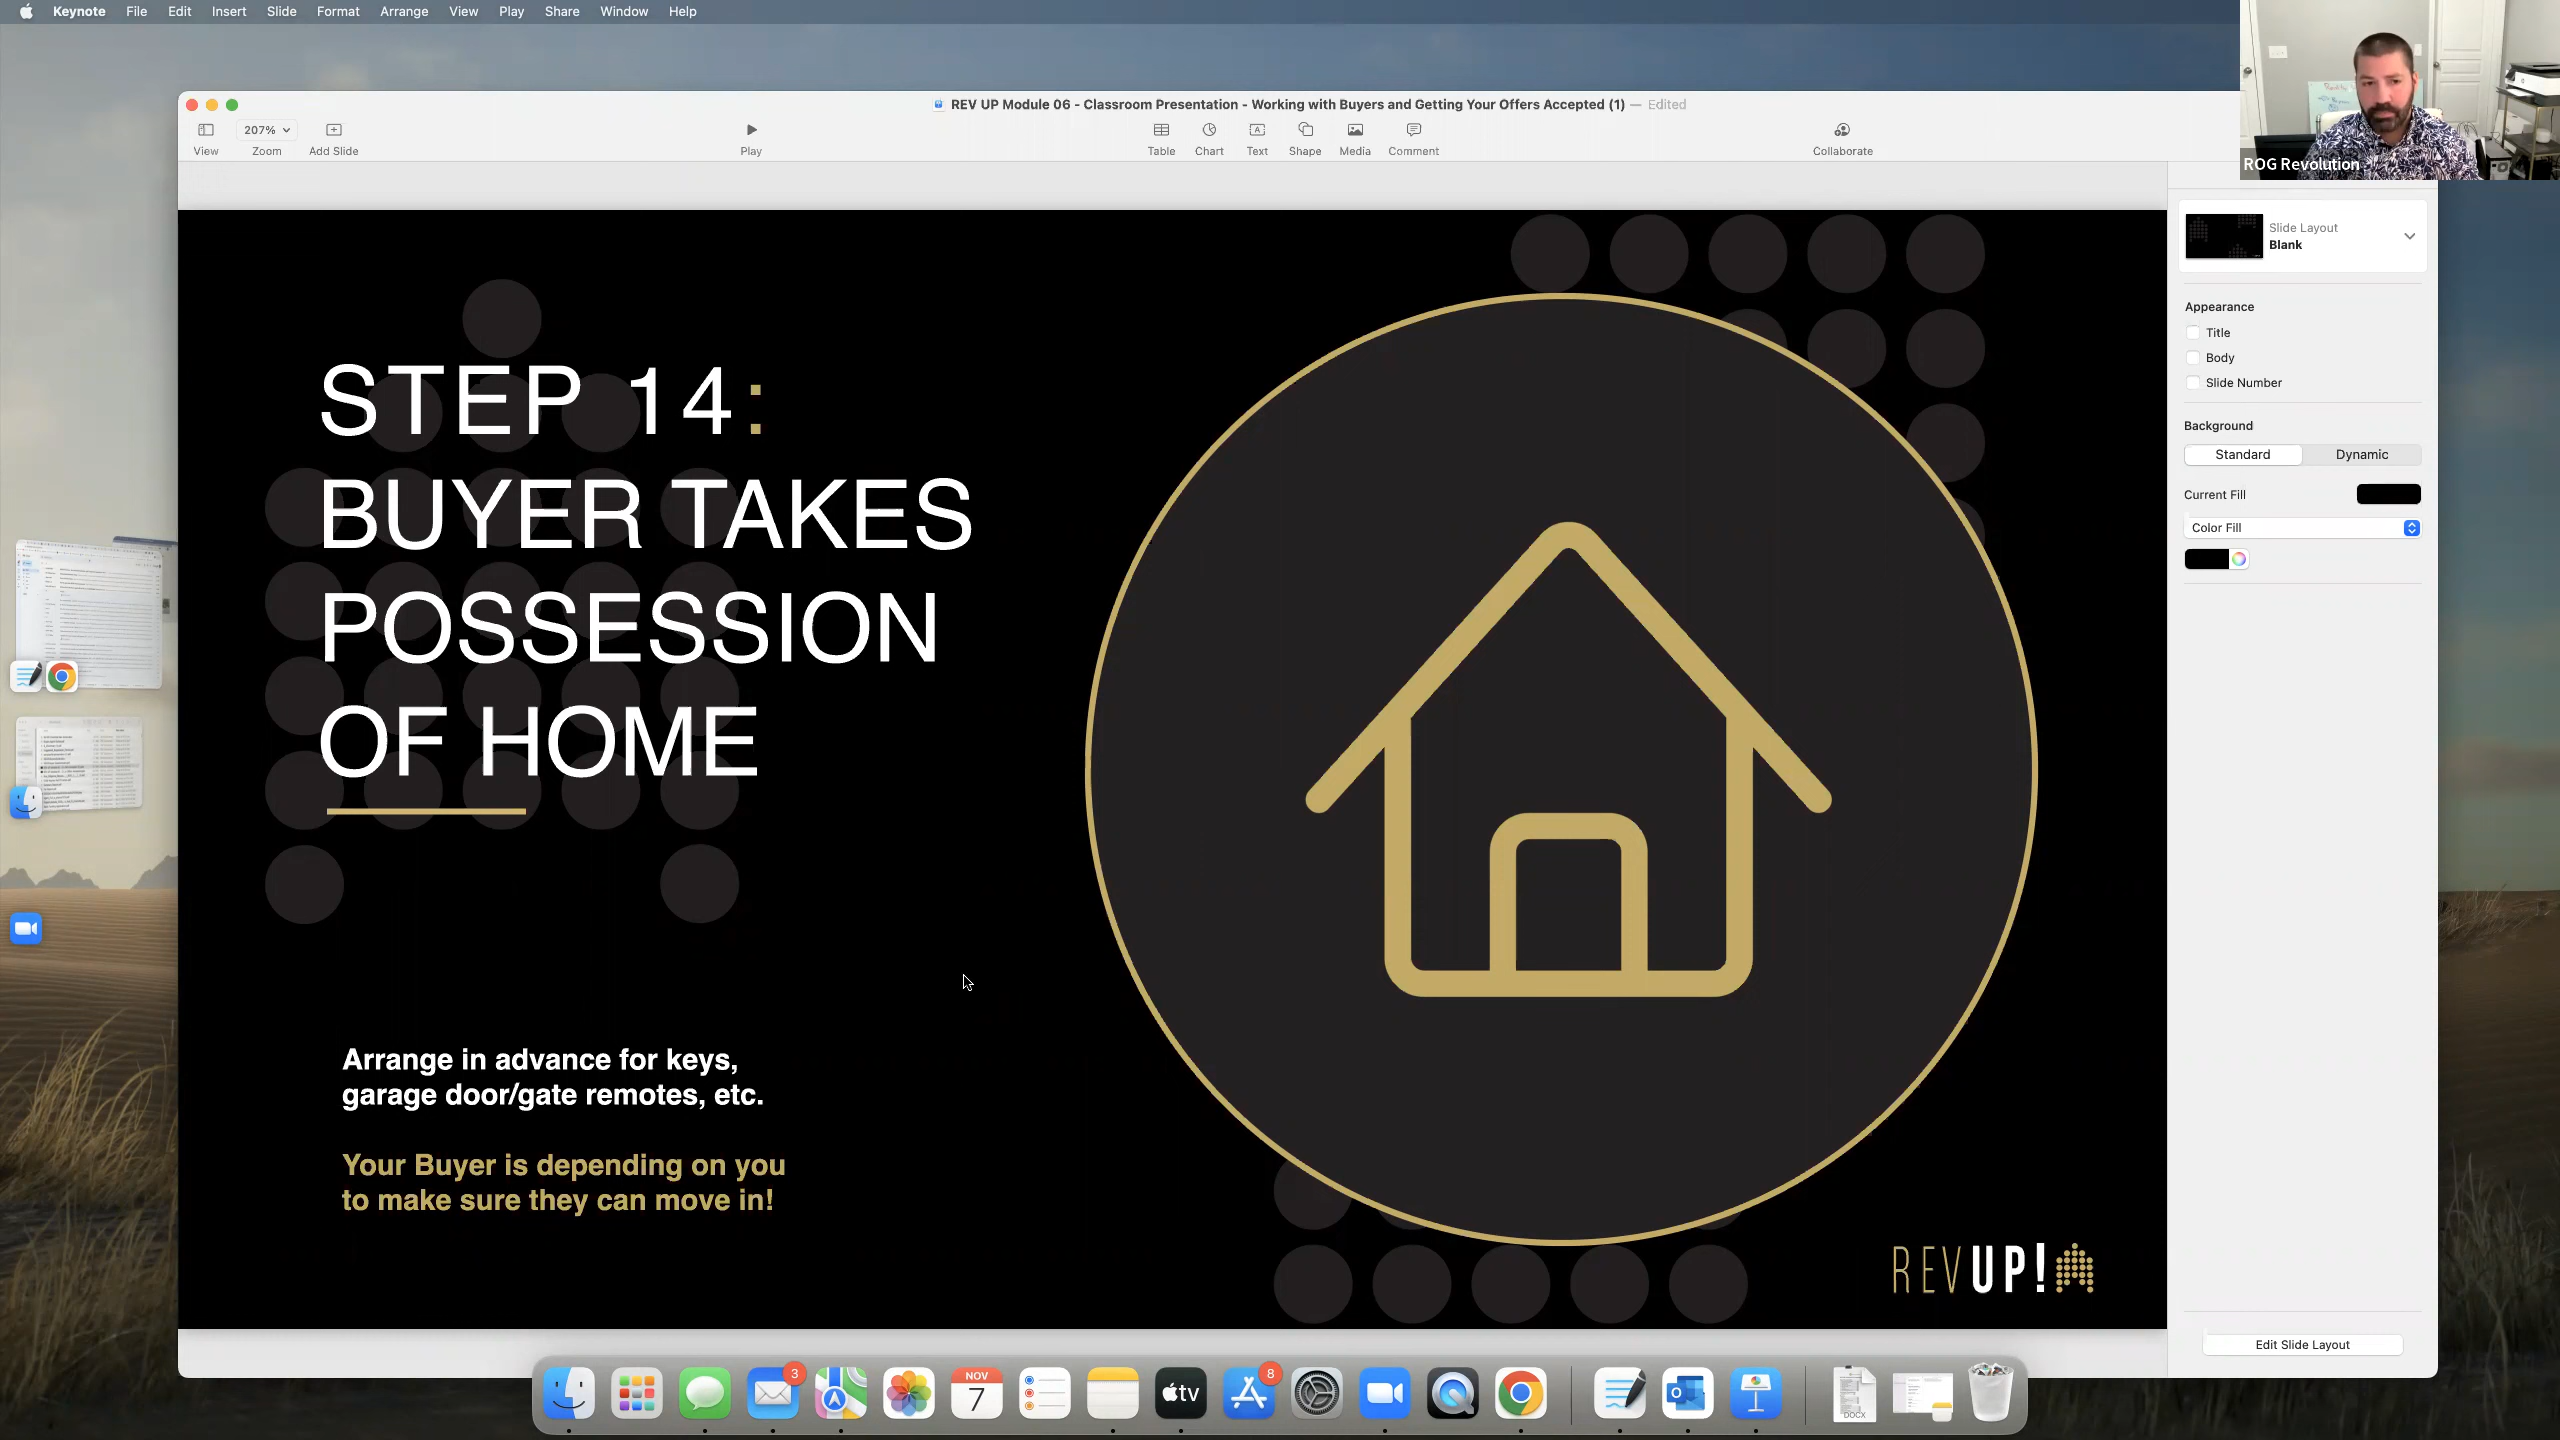 Keynote File Edit Insert Slide Format Arrange View Play Share Window Help
REV UP Module 06 - Classroom Presentation - Working with Buyers and Getting Your Offers Accepted (1) — Edited
207%
View Zoom Add Slide Play Table Chart Text Shape Media Comment Collaborate
ROG Revolution
STEP 14:
BUYER TAKES
POSSESSION
OF HOME
Arrange in advance for keys,
garage door/gate remotes, etc.
Your Buyer is depending on you
to make sure they can move in!
REVUP!
Slide Layout
Blank
Appearance
Title
Body
Slide Number
Background
Standard Dynamic
Current Fill
Color Fill
Edit Slide Layout
3
NOV
7
tv
8
DOCX